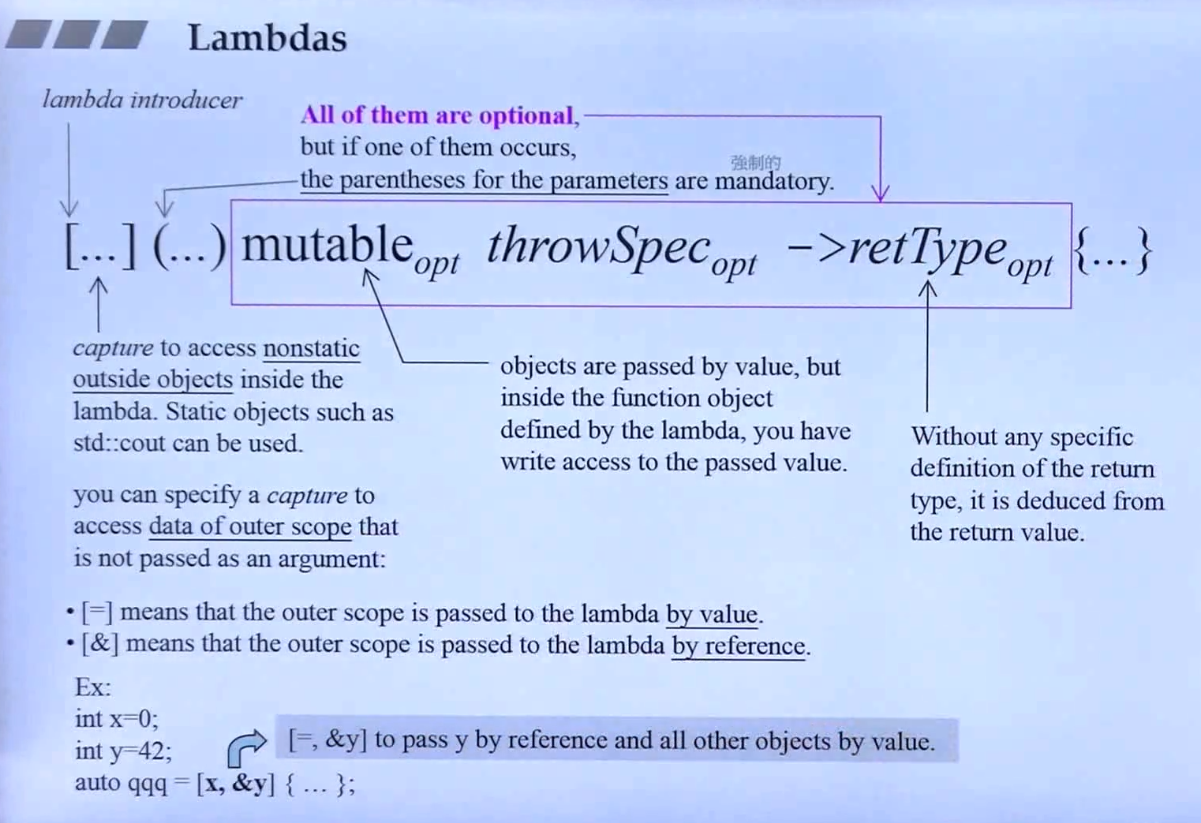 Lambdas
lambda introducer
All of them are optional,
but if one of them occurs,
強制的
the parentheses for the parameters are mandatory.
[...] (...) mutable opt throwSpec opt ->retType opt {...}
capture to access nonstatic
outside objects inside the
lambda. Static objects such as
std::cout can be used.
objects are passed by value, but
inside the function object
defined by the lambda, you have
write access to the passed value.
Without any specific
definition of the return
type, it is deduced from
the return value.
you can specify a capture to
access data of outer scope that
is not passed as an argument:
• [=] means that the outer scope is passed to the lambda by value.
• [&] means that the outer scope is passed to the lambda by reference.
Ex:
int x=0;
int y=42;
[=, &y] to pass y by reference and all other objects by value.
auto qqq = [x, &y] { ... };